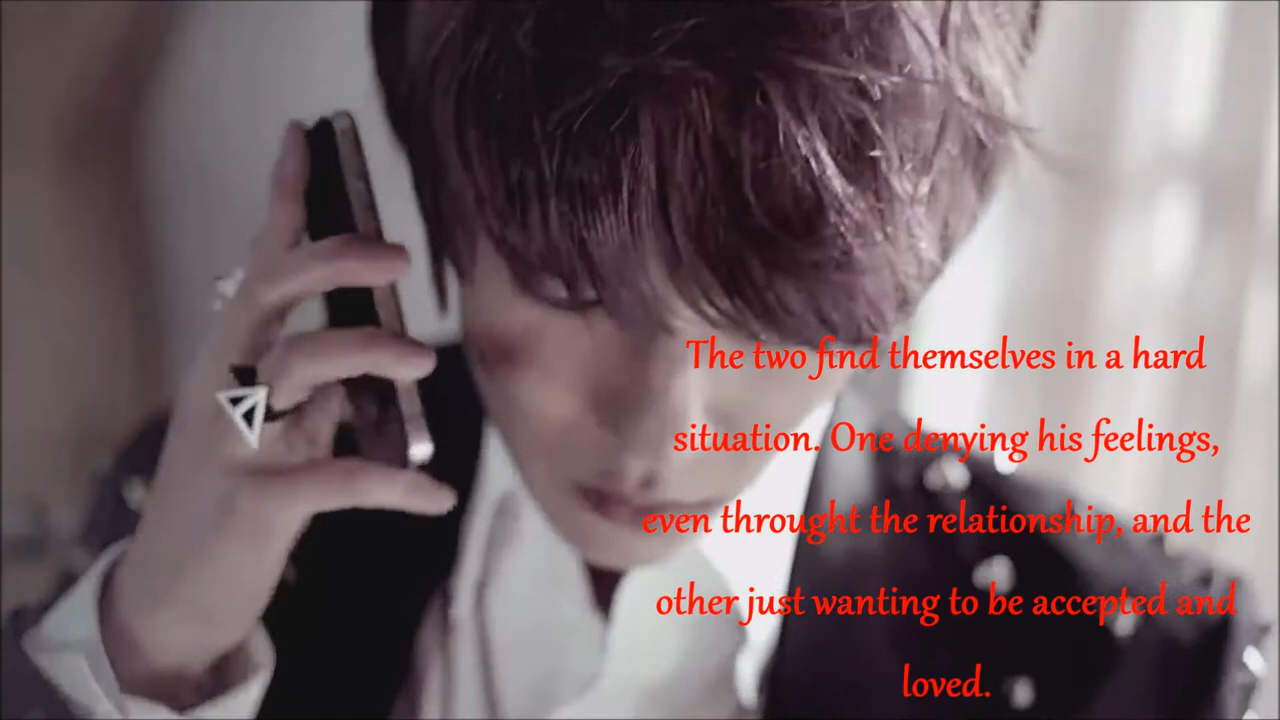 The two find themselves in a hard
situation. One denying his feelings,
even throught the relationship, and the
other just wanting to be accepted and
loved.